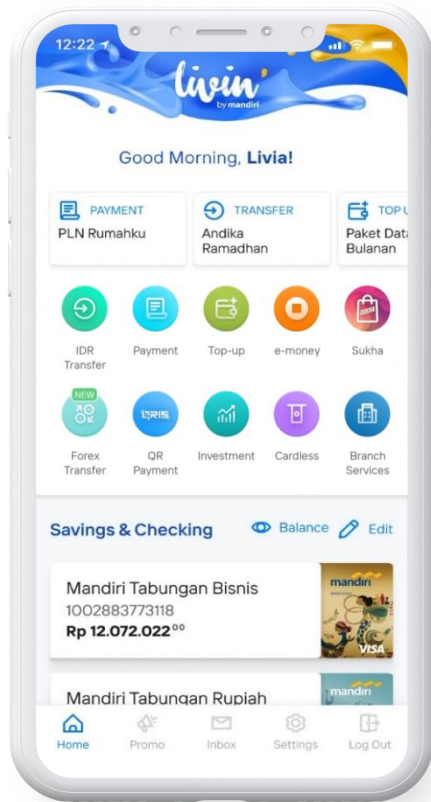 12:22
livin'
by mandiri
Good Morning, Livia!
PAYMENT
PLN Rumahku
TRANSFER
Andika
Ramadhan
TOP U
Paket Data
Bulanan
SUKHA
IDR
Transfer
Payment
Top-up
e-money
Sukha
NEW
QRIS
Forex
Transfer
QR
Payment
Investment
Cardless
Branch
Services
Savings & Checking
Balance
Edit
Mandiri Tabungan Bisnis
1002883773118
Rp 12.072.022⁰⁰
mandiri
VISA
Mandiri Tabungan Rupiah
mandiri
Home
Promo
Inbox
Settings
Log Out